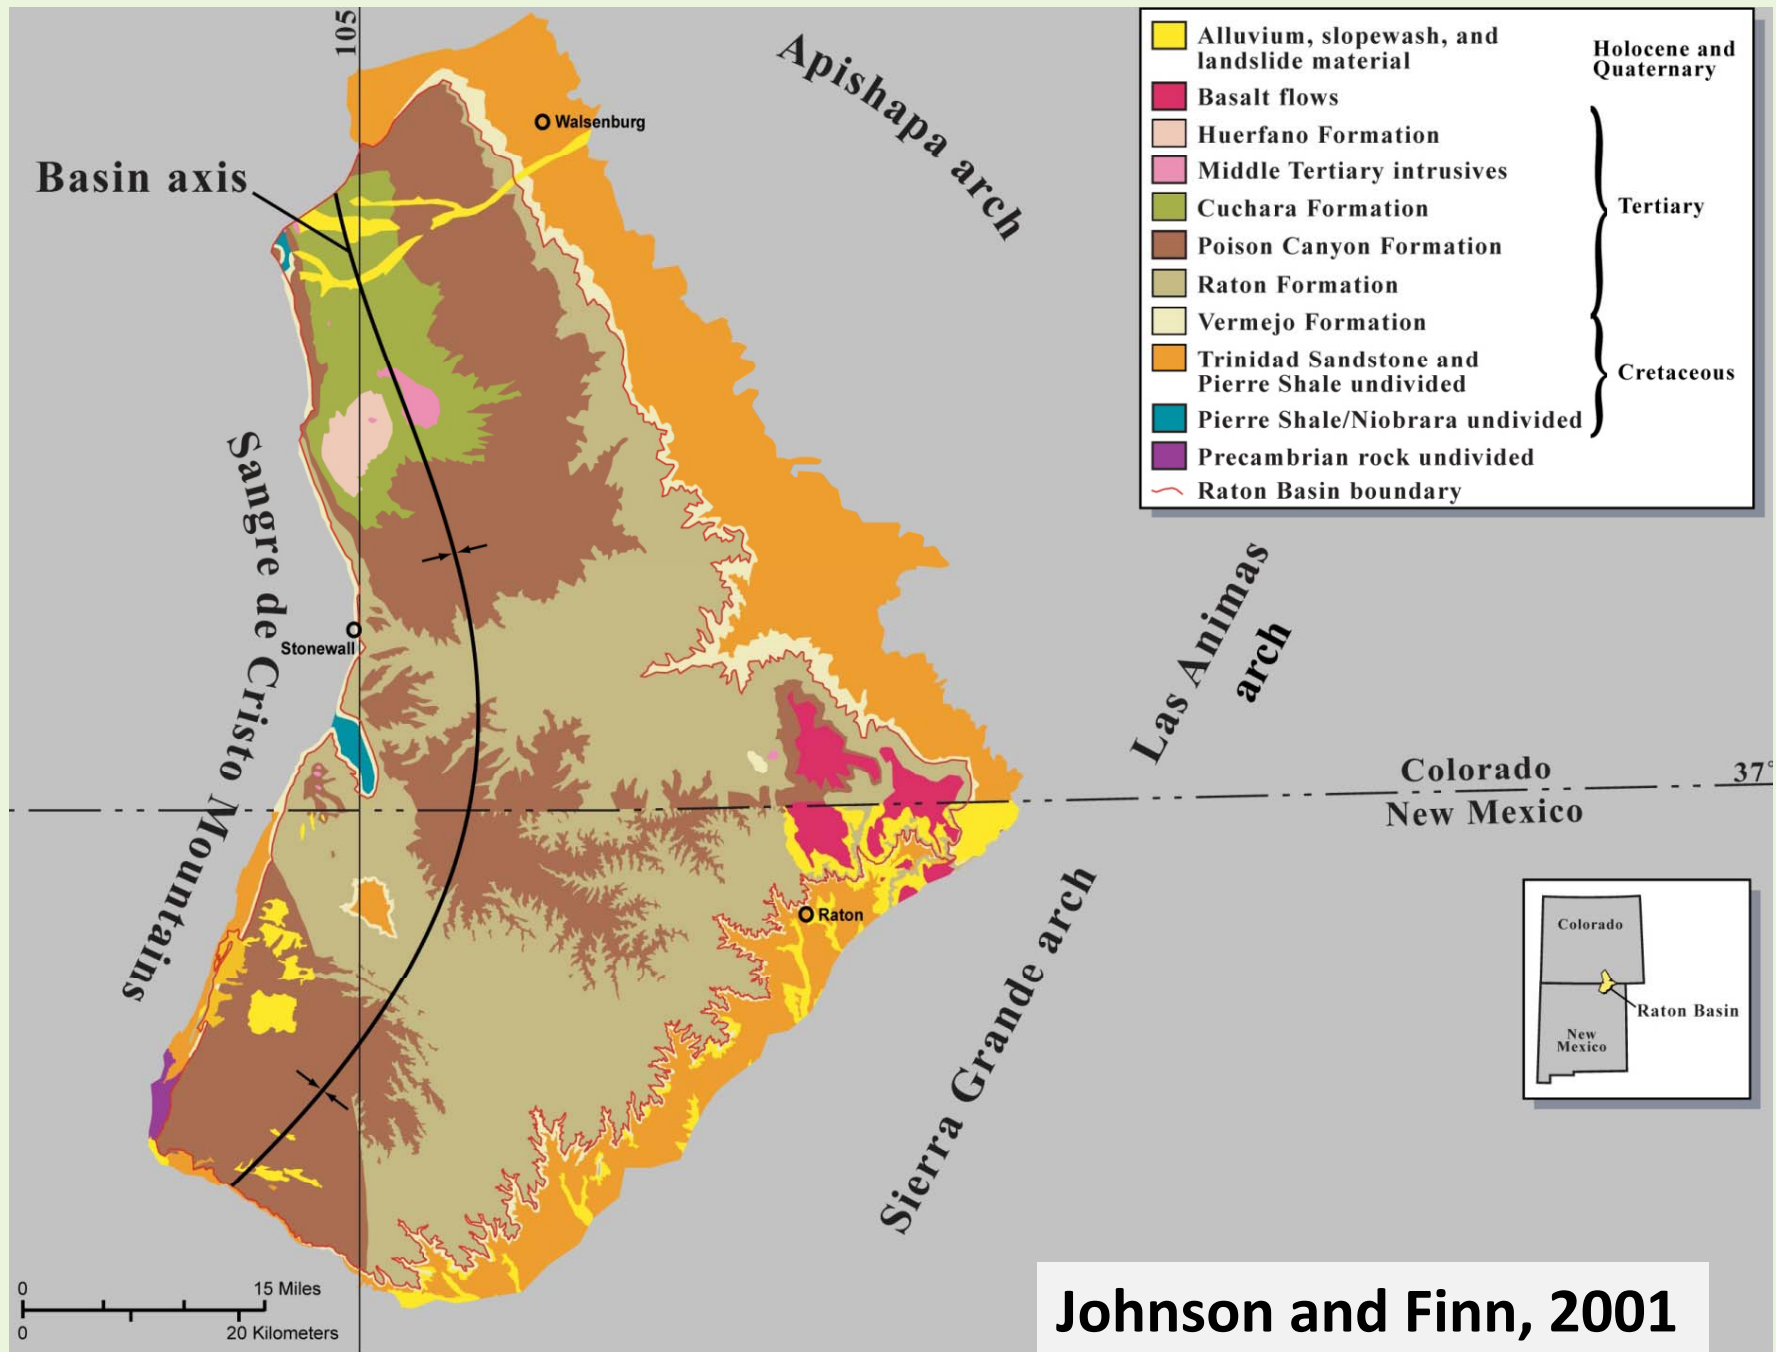 105
Apishapa arch
Walsenburg
Basin axis
Alluvium, slopewash, and
landslide material
Holocene and
Quaternary
Basalt flows
Huerfano Formation
Middle Tertiary intrusives
Cuchara Formation
Tertiary
Poison Canyon Formation
Raton Formation
Vermejo Formation
Trinidad Sandstone and
Pierre Shale undivided
Cretaceous
Pierre Shale/Niobrara undivided
Precambrian rock undivided
Raton Basin boundary
Sangre de Cristo Mountains
Stonewall
Las Animas
arch
Colorado
37°
New Mexico
Raton
Sierra Grande arch
Colorado
Raton Basin
New
Mexico
0 15 Miles
0 20 Kilometers
Johnson and Finn, 2001